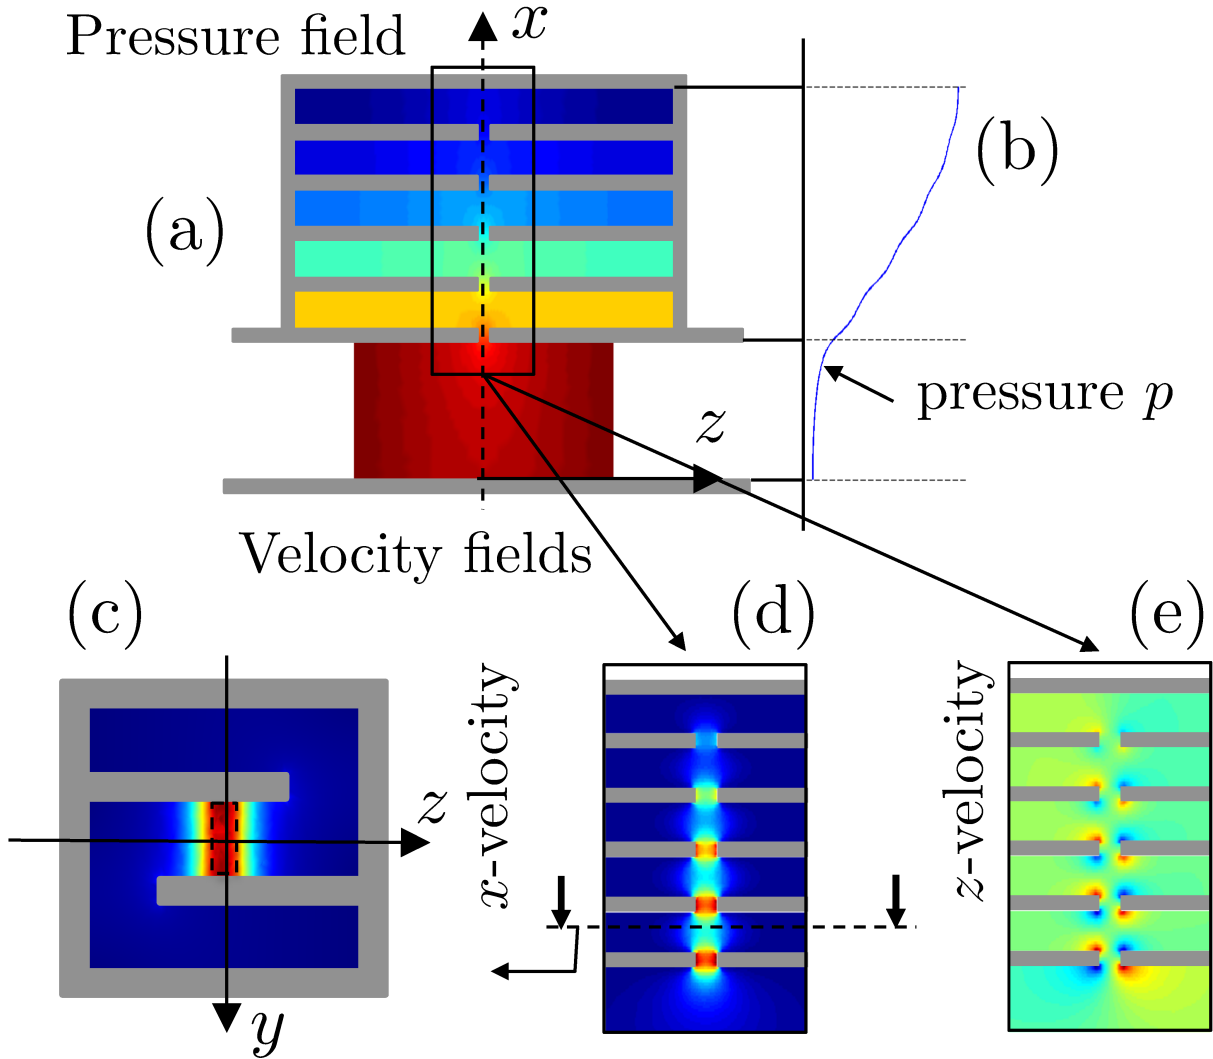 Pressure field
x
(b)
(a)
pressure p
z
Velocity fields
(c)
(d)
(e)
x-velocity
z-velocity
z
y